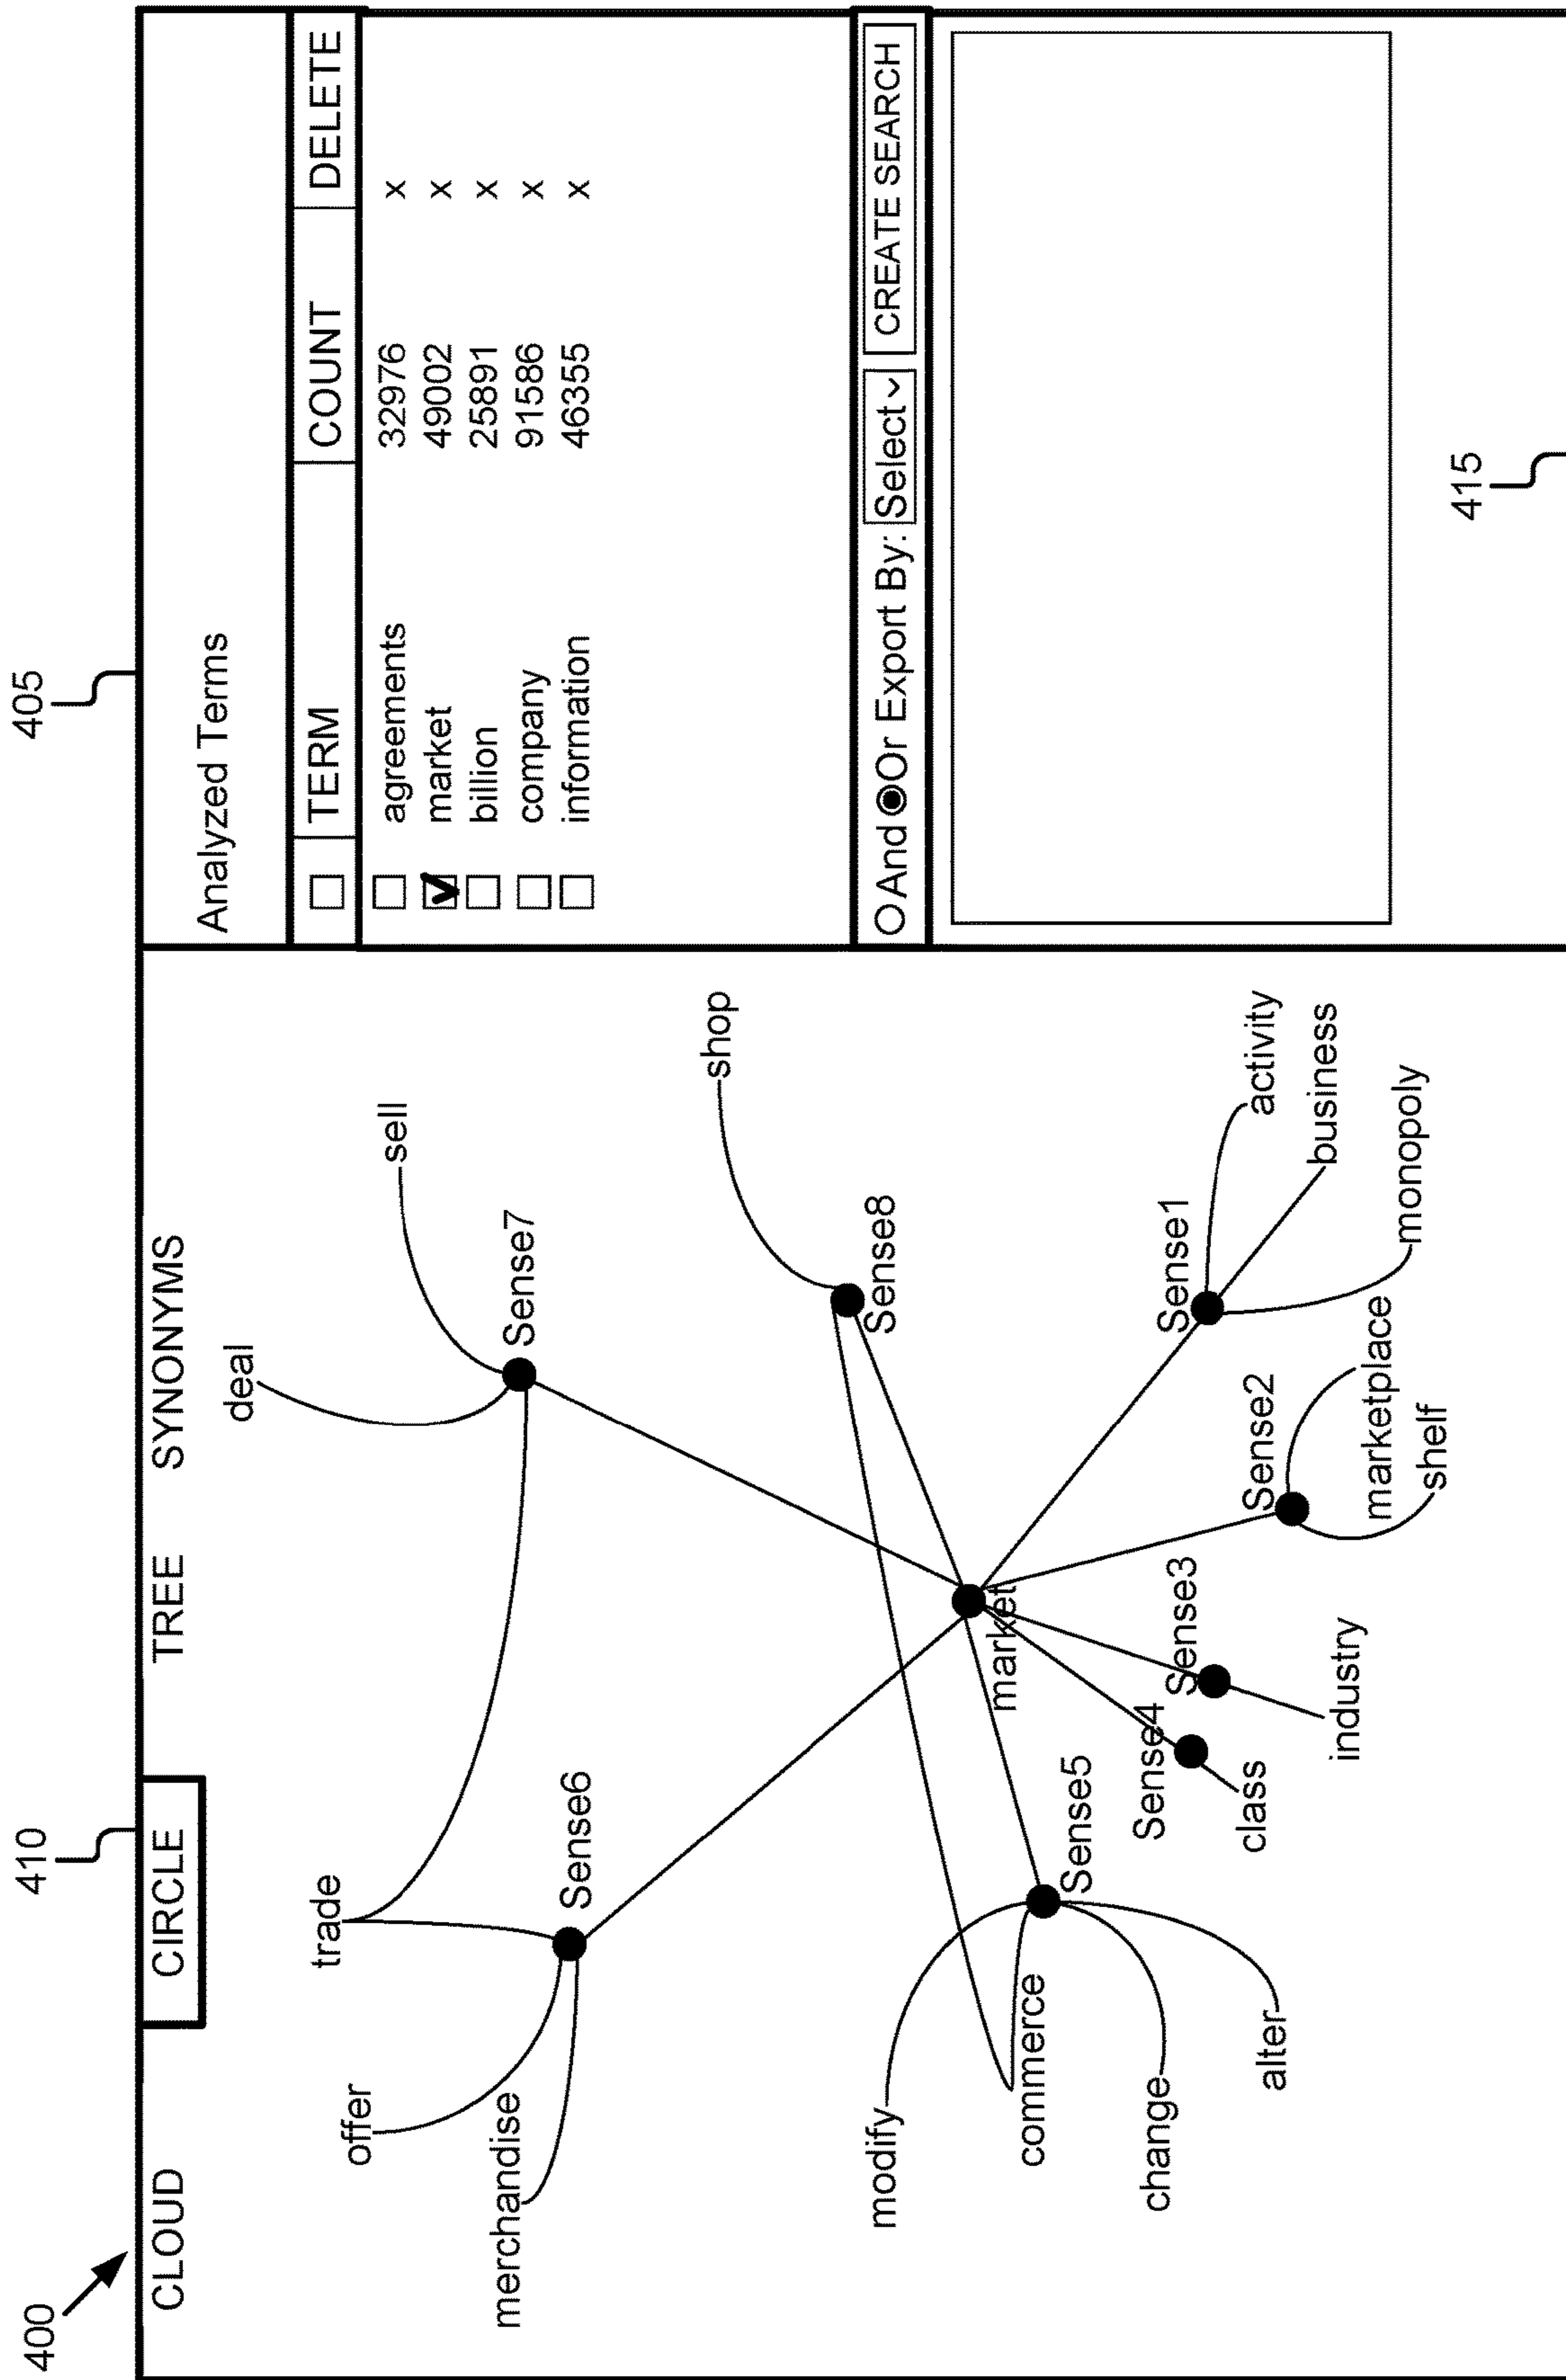 400
410
405
CLOUD CIRCLE TREE SYNONYMS
Analyzed Terms
TERM COUNT DELETE
agreements 32976 x
market 49002 x
billion 25891 x
company 91586 x
information 46355 x
And Or Export By: Select CREATE SEARCH
415
deal
trade
offer
sell
merchandise
Sense7
Sense6
shop
modify
Sense8
market
commerce
Sense5
Sense4
Sense3
Sense1
Sense2
change
alter
class
industry
activity
business
marketplace
shelf
monopoly